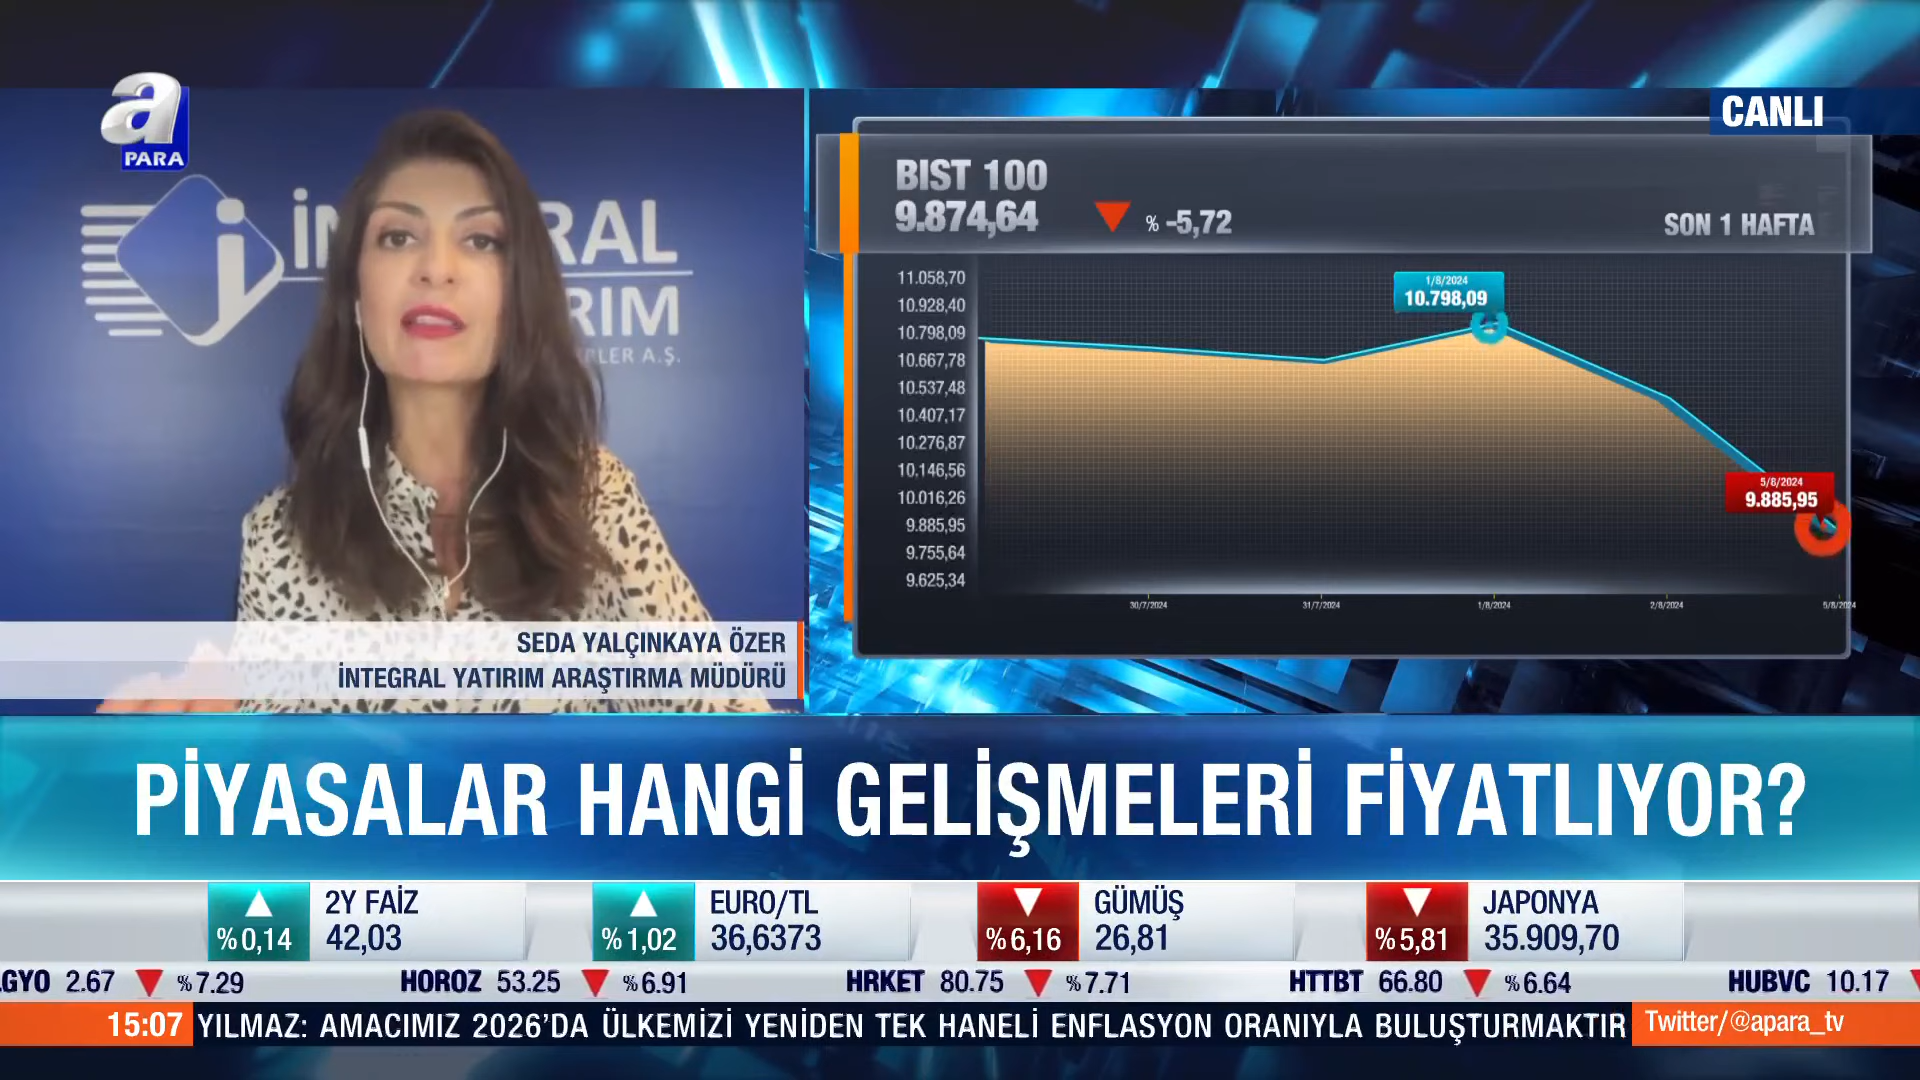 a
PARA
İN RAL
RIM
A.Ş.
SEDA YALÇINKAYA ÖZER
İNTEGRAL YATIRIM ARAŞTIRMA MÜDÜRÜ
CANLI
BIST 100
9.874,64
% -5,72
SON 1 HAFTA
11.058,70
10.928,40
10.798,09
10.667,78
10.537,48
10.407,17
10.276,87
10.146,56
10.016,26
9.885,95
9.755,64
9.625,34
1/8/2024
10.798,09
5/8/2024
9.885,95
30/7/2024 31/7/2024 1/8/2024 2/8/2024 5/8/2024
PİYASALAR HANGİ GELİŞMELERİ FİYATLIYOR?
%0,14 2Y FAİZ 42,03
%1,02 EURO/TL 36,6373
%6,16 GÜMÜŞ 26,81
%5,81 JAPONYA 35.909,70
GYO 2.67 %7.29 HOROZ 53.25 %6.91 HRKET 80.75 %7.71 HTTBT 66.80 %6.64 HUBVC 10.17
15:07 YILMAZ: AMACIMIZ 2026’DA ÜLKEMİZİ YENİDEN TEK HANELİ ENFLASYON ORANIYLA BULUŞTURMAKTIR Twitter/@apara_tv